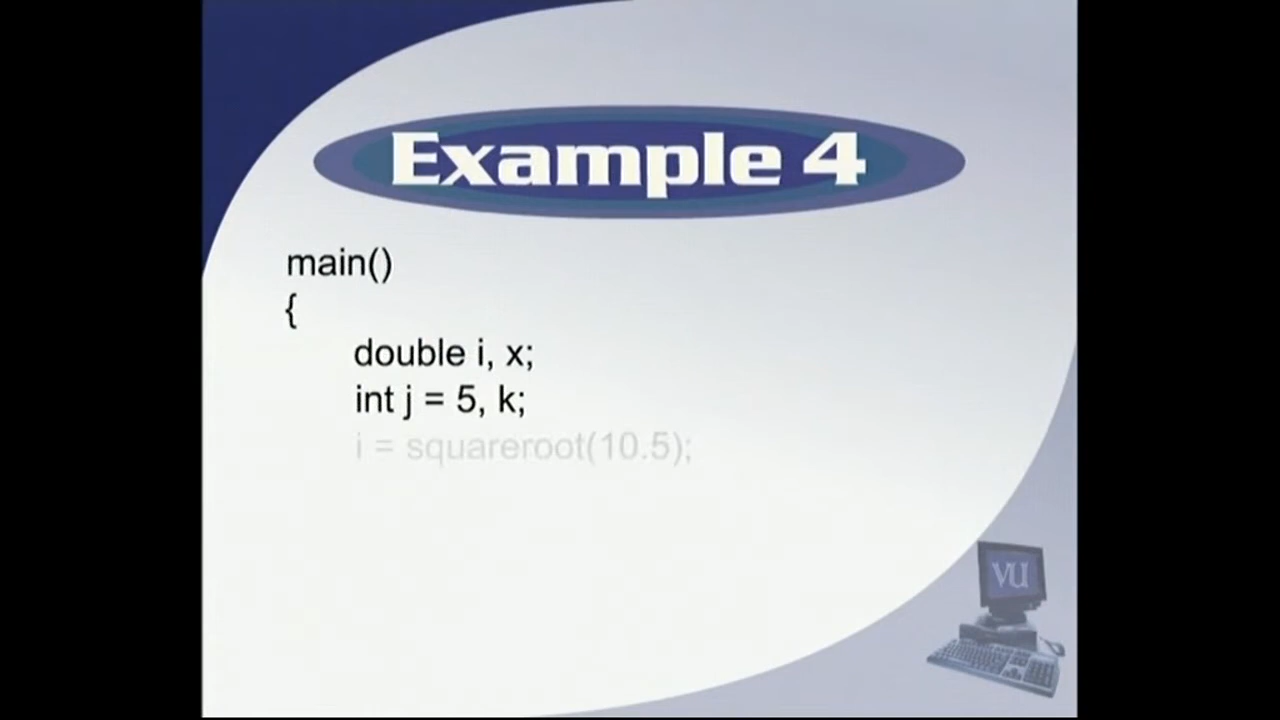 Example 4
main()
{
double i, x;
int j = 5, k;
i = squareroot(10.5);
VU